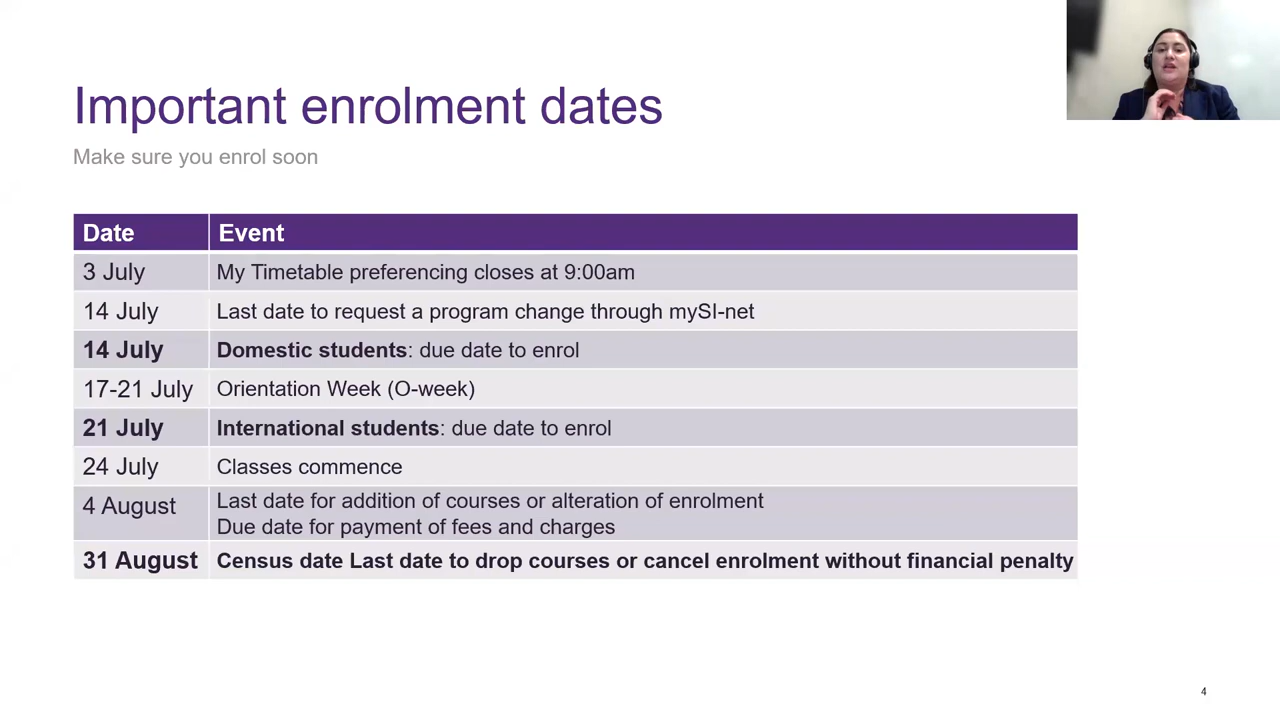 Important enrolment dates
Make sure you enrol soon
Date Event
3 July My Timetable preferencing closes at 9:00am
14 July Last date to request a program change through mySI-net
14 July Domestic students: due date to enrol
17-21 July Orientation Week (O-week)
21 July International students: due date to enrol
24 July Classes commence
4 August Last date for addition of courses or alteration of enrolment
Due date for payment of fees and charges
31 August Census date Last date to drop courses or cancel enrolment without financial penalty
4